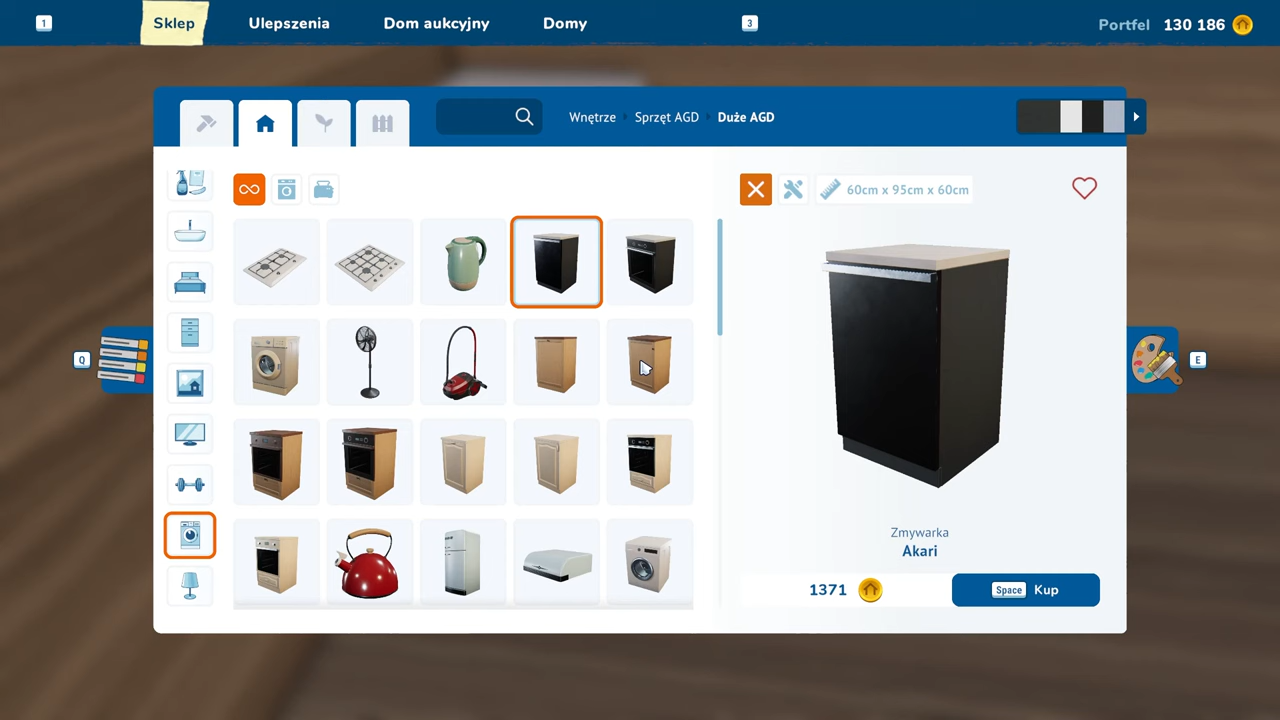 1 Sklep Ulepszenia Dom aukcyjny Domy 3 Portfel 130 186
Wnętrze Sprzęt AGD Duże AGD
60cm x 95cm x 60cm
Q
E
Zmywarka
Akari
1371 Space Kup